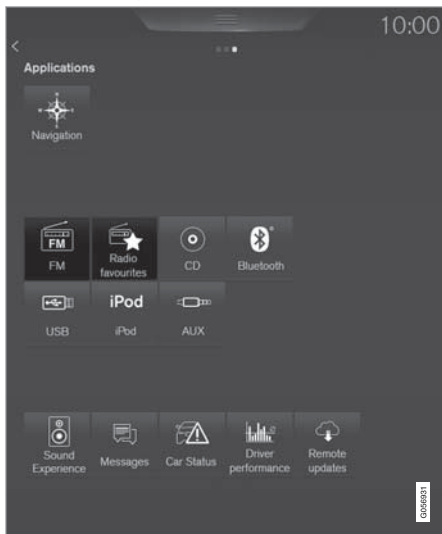 10:00
Applications
Navigation
FM
FM
Radio
favourites
CD
Bluetooth
USB
iPod
iPod
AUX
Sound
Experience
Messages
Car Status
Driver
performance
Remote
updates
G056931